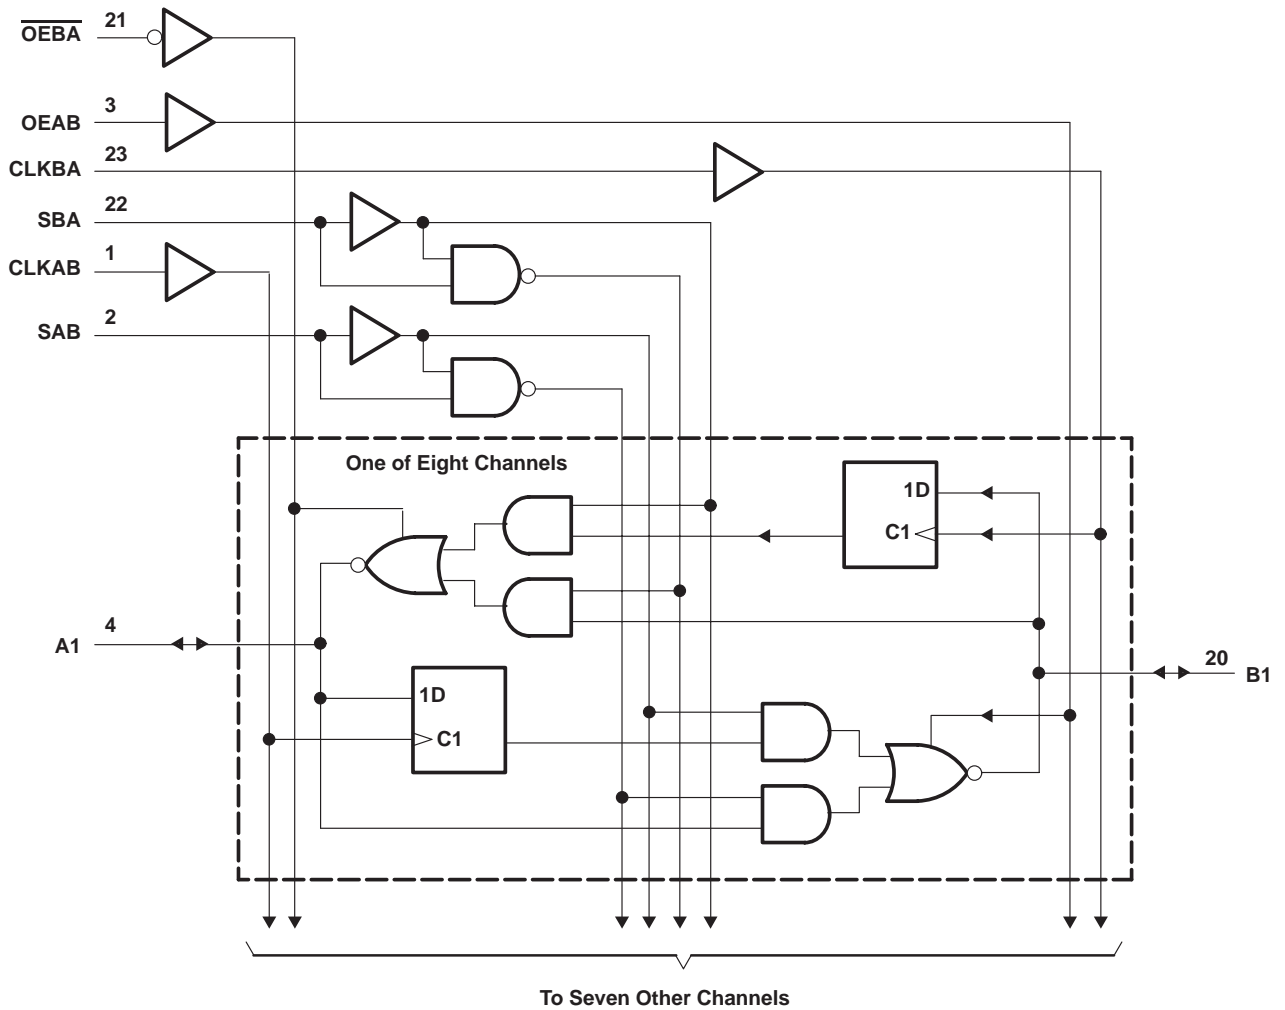 OEBA 21
OEAB 3
CLKBA 23
SBA 22
CLKAB 1
SAB 2
One of Eight Channels
1D
C1
A1 4
1D
C1
20 B1
To Seven Other Channels